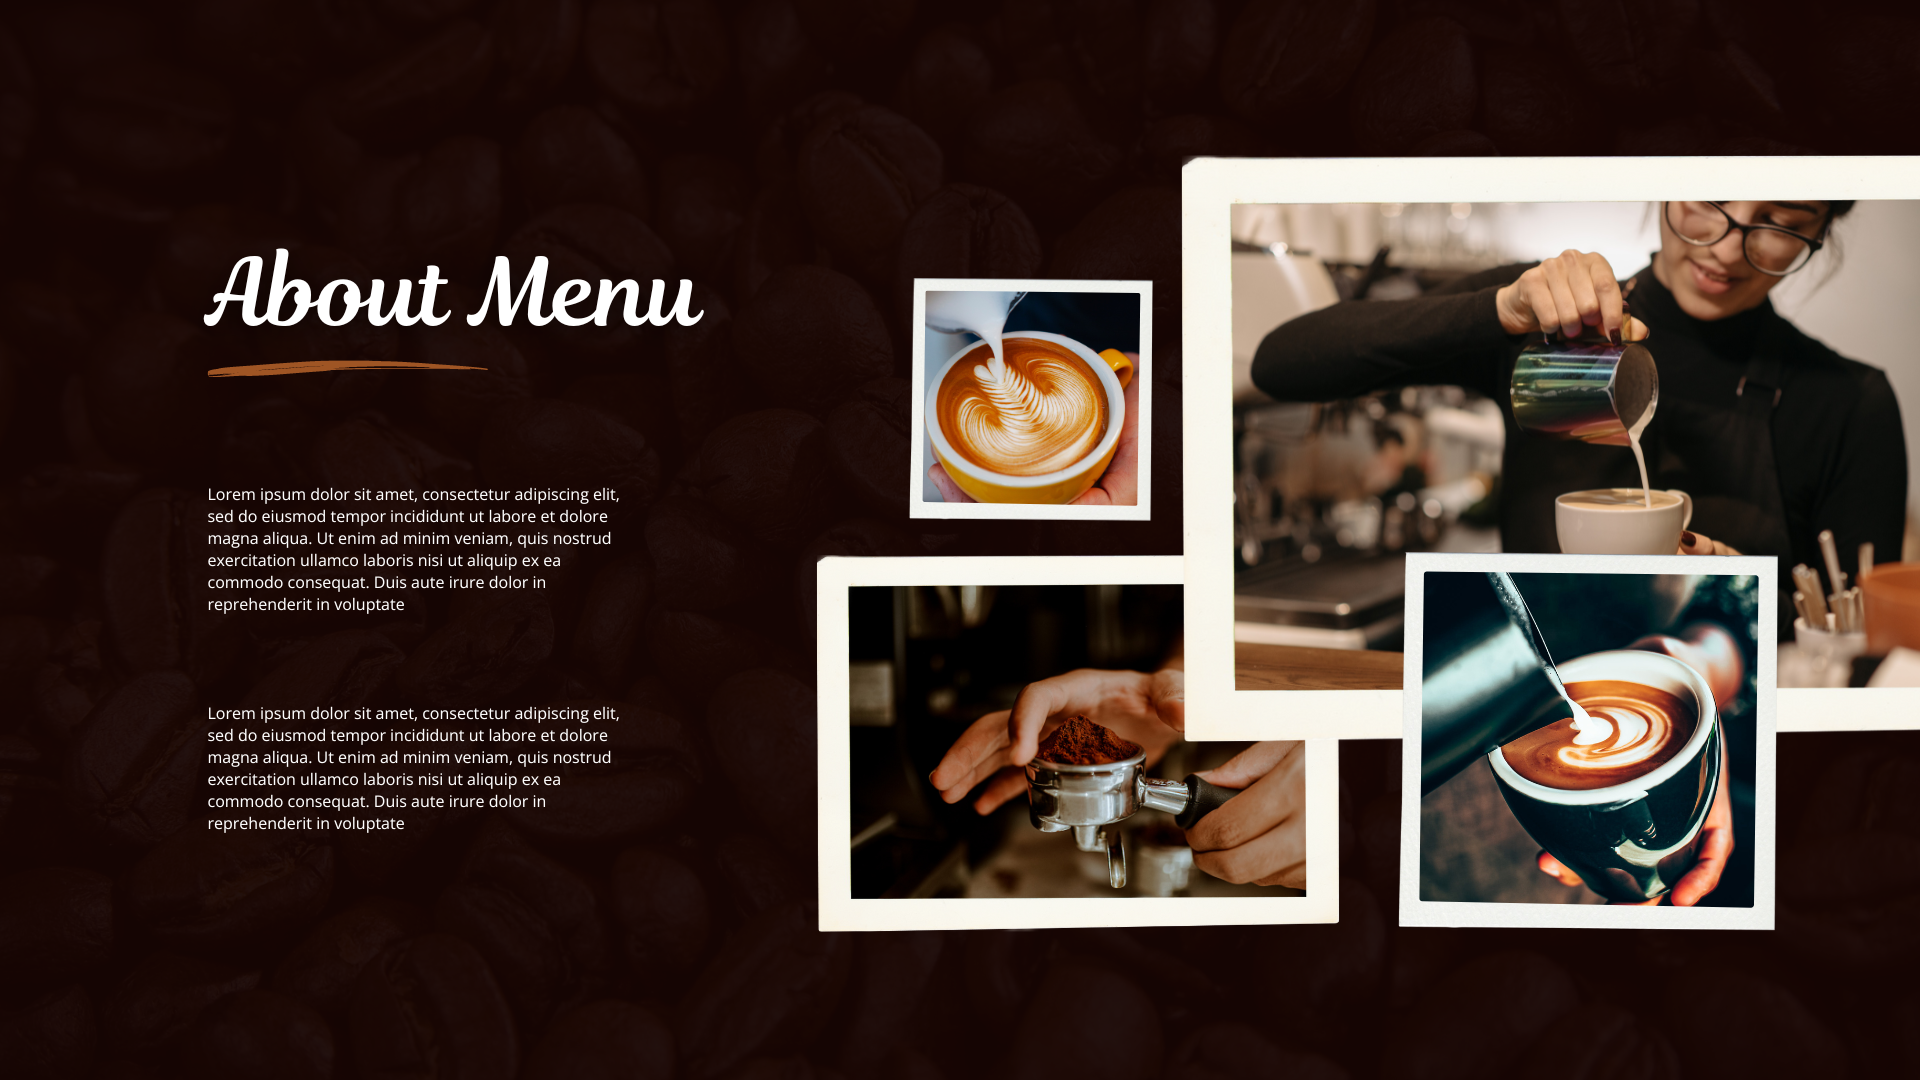 About Menu
Lorem ipsum dolor sit amet, consectetur adipiscing elit,
sed do eiusmod tempor incididunt ut labore et dolore
magna aliqua. Ut enim ad minim veniam, quis nostrud
exercitation ullamco laboris nisi ut aliquip ex ea
commodo consequat. Duis aute irure dolor in
reprehenderit in voluptate
Lorem ipsum dolor sit amet, consectetur adipiscing elit,
sed do eiusmod tempor incididunt ut labore et dolore
magna aliqua. Ut enim ad minim veniam, quis nostrud
exercitation ullamco laboris nisi ut aliquip ex ea
commodo consequat. Duis aute irure dolor in
reprehenderit in voluptate